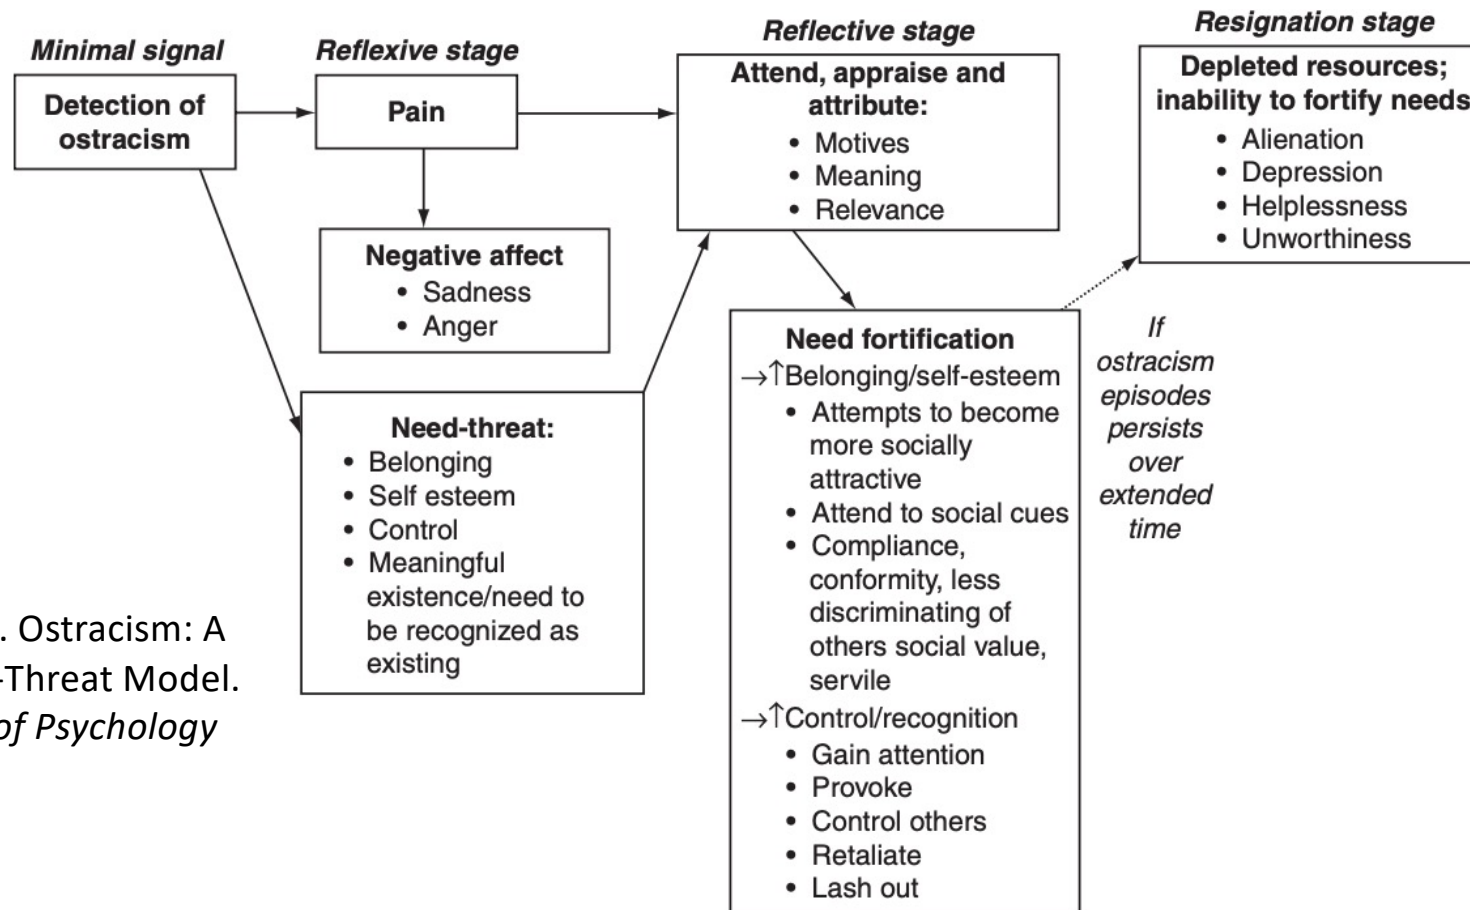 Minimal signal
Detection of
ostracism
Reflexive stage
Pain
Negative affect
• Sadness
• Anger
Need-threat:
• Belonging
• Self esteem
• Control
• Meaningful
existence/need to
be recognized as
existing
Reflective stage
Attend, appraise and
attribute:
• Motives
• Meaning
• Relevance
Need fortification
→↑Belonging/self-esteem
• Attempts to become
more socially
attractive
• Attend to social cues
• Compliance,
conformity, less
discriminating of
others social value,
servile
→↑Control/recognition
• Gain attention
• Provoke
• Control others
• Retaliate
• Lash out
If
ostracism
episodes
persists
over
extended
time
Resignation stage
Depleted resources;
inability to fortify needs
• Alienation
• Depression
• Helplessness
• Unworthiness
. Ostracism: A
-Threat Model.
of Psychology